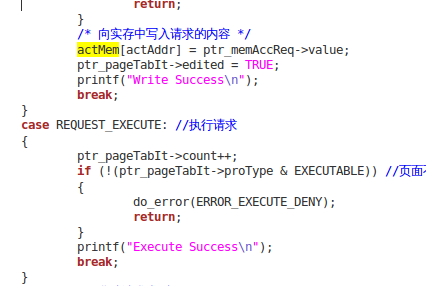 return;
}
/* 向实存中写入请求的内容 */
actMem[actAddr] = ptr_memAccReq->value;
ptr_pageTabIt->edited = TRUE;
printf("Write Success\n");
break;
}
case REQUEST_EXECUTE: //执行请求
{
ptr_pageTabIt->count++;
if (!(ptr_pageTabIt->proType & EXECUTABLE)) //页面
{
do_error(ERROR_EXECUTE_DENY);
return;
}
printf("Execute Success\n");
break;
}